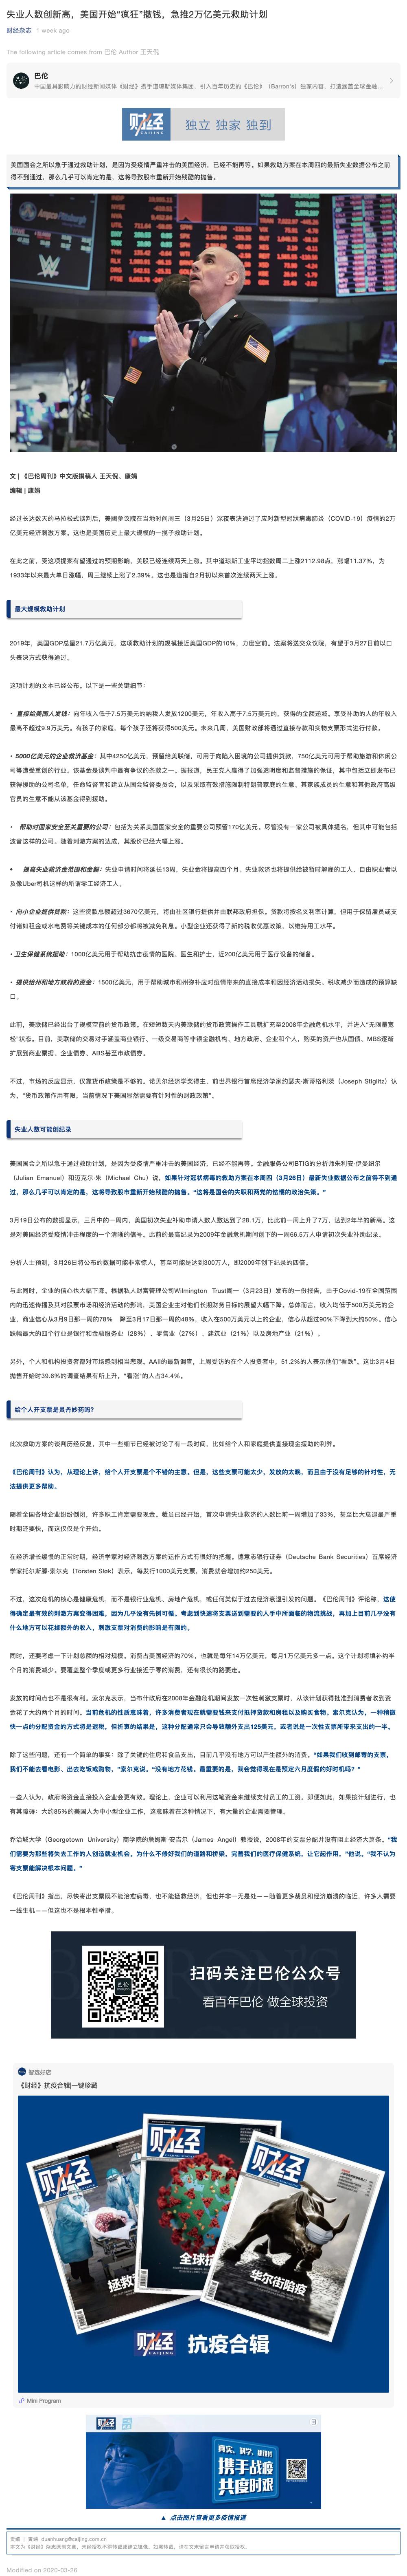 失业人数创新高，美国开始“疯狂”撒钱，急推2万亿美元救助计划
财经杂志 1 week ago
The following article comes from 巴伦 Author 王天倪
巴伦
中国最具影响力的财经新闻媒体《财经》携手道琼斯媒体集团，引入百年历史的《巴伦》（Barron's）独家内容，打造涵盖全球金融...
财经
CAIJING
独立 独家 独到
美国国会之所以急于通过救助计划，是因为受疫情严重冲击的美国经济，已经不能再等。如果救助方案在本周四的最新失业数据公布之前
得不到通过，那么几乎可以肯定的是，这将导致股市重新开始残酷的抛售。
文 | 《巴伦周刊》中文版撰稿人 王天倪、康娟
编辑 | 康娟
经过长达数天的马拉松式谈判后，美國參议院在当地时间周三（3月25日）深夜表决通过了应对新型冠狀病毒肺炎（COVID-19）疫情的2万
亿美元经济刺激方案。这也是美国历史上最大规模的一揽子救助计划。
在此之前，受这项提案有望通过的预期影响，美股已经连续两天上涨。其中道琼斯工业平均指数周二上涨2112.98点，涨幅11.37%，为
1933年以来最大单日涨幅，周三继续上涨了2.39%。这也是道指自2月初以来首次连续两天上涨。
最大规模救助计划
2019年，美国GDP总量21.7万亿美元，这项救助计划的规模接近美国GDP的10%，力度空前。法案将送交众议院，有望于3月27日前以口
头表决方式获得通过。
这项计划的文本已经公布。以下是一些关键细节：
· 直接给美国人发钱：向年收入低于7.5万美元的纳税人发放1200美元，年收入高于7.5万美元的，获得的金额递减。享受补助的人的年收入
最高不超过9.9万美元。有孩子的家庭，每个孩子还将获得500美元。未来几周，美国财政部将通过直接存款和实物支票形式进行付款。
· 5000亿美元的企业救济基金：其中4250亿美元，预留给美联储，可用于向陷入困境的公司提供贷款，750亿美元可用于帮助旅游和休闲公
司等遭受重创的行业。该基金是谈判中最有争议的条款之一。据报道，民主党人赢得了加强透明度和监督措施的保证，其中包括立即发布已
获得援助的公司名单、任命监督官和建立从国会监督委员会，以及采取有效措施限制特朗普家庭的生意、其家族成员的生意和其他政府高级
官员的生意不能从该基金得到援助。
· 帮助对国家安全至关重要的公司：包括为关系美国国家安全的重要公司预留170亿美元。尽管没有一家公司被具体提名，但其中可能包括
波音这样的公司。随着刺激方案的达成，其股价已经大幅上涨。
• 提高失业救济金范围和金额：失业申请时间将延长13周，失业金将提高四个月。失业救济也将提供给被暂时解雇的工人、自由职业者以
及像Uber司机这样的所谓零工经济工人。
· 向小企业提供贷款：这些贷款总额超过3670亿美元，将由社区银行提供并由联邦政府担保。贷款将按名义利率计算，但用于保留雇员或支
付诸如租金或水电费等关键成本的任何部分都将被减免利息。小型企业还获得了新的税收优惠政策，以维持用工水平。
· 卫生保健系统援助：1000亿美元用于帮助抗击疫情的医院、医生和护士，近200亿美元用于医疗设备的储备。
· 提供给州和地方政府的资金：1500亿美元，用于帮助城市和州弥补应对疫情带来的直接成本和因经济活动损失、税收减少而造成的预算缺
口。
此前，美联储已经出台了规模空前的货币政策。在短短数天内美联储的货币政策操作工具就扩充至2008年金融危机水平，并进入“无限量宽
松”状态。目前，美联储的交易对手涵盖商业银行、一级交易商等非银金融机构、地方政府、企业和个人，购买的资产也从国债、MBS逐渐
扩展到商业票据、企业债券、ABS甚至市政债券。
不过，市场的反应显示，仅靠货币政策是不够的。诺贝尔经济学奖得主、前世界银行首席经济学家约瑟夫·斯蒂格利茨（Joseph Stiglitz）认
为，“货币政策作用有限，当前情况下美国显然需要有针对性的财政政策”。
失业人数可能创纪录
美国国会之所以急于通过救助计划，是因为受疫情严重冲击的美国经济，已经不能再等。金融服务公司BTIG的分析师朱利安·伊曼纽尔
（Julian Emanuel）和迈克尔·朱（Michael Chu）说，如果针对冠状病毒的救助方案在本周四（3月26日）最新失业数据公布之前得不到通
过，那么几乎可以肯定的是，这将导致股市重新开始残酷的抛售。“这将是国会的失职和两党的怯懦的政治失策。”
3月19日公布的数据显示，三月中的一周内，美国初次失业补助申请人数人数达到了28.1万，比此前一周上升了7万，达到2年半的新高。这
是对美国经济受疫情冲击程度的一个清晰的信号。此前的最高纪录为2009年金融危机期间创下的一周66.5万人申请初次失业补助纪录。
分析人士预测，3月26日将公布的数据可能非常惊人，甚至可能是达到300万人，即2009年创下纪录的四倍。
与此同时，企业的信心也大幅下降。根据私人财富管理公司Wilmington Trust周一（3月23日）发布的一份报告，由于Covid-19在全国范围
内的迅速传播及其对股票市场和经济活动的影响，美国企业主对他们长期财务目标的展望大幅下降。总体而言，收入均低于500万美元的企
业，商业信心从3月9日那一周的78% 降至3月17日那一周的48%，收入在500万美元以上的企业，信心从超过90%下降到大约50%。信心
跌幅最大的四个行业是银行和金融服务业（28%）、零售业（27%）、建筑业（21%）以及房地产业（21%）。
另外，个人和机构投资者都对市场感到相当悲观。AAII的最新调查，上周受访的在个人投资者中，51.2%的人表示他们“看跌”。这比3月4日
抛售开始时39.6%的调查结果有所上升，“看涨”的人占34.4%。
给个人开支票是灵丹妙药吗？
此次救助方案的谈判历经反复，其中一些细节已经被讨论了有一段时间，比如给个人和家庭提供直接现金援助的利弊。
《巴伦周刊》认为，从理论上讲，给个人开支票是个不错的主意。但是，这些支票可能太少，发放的太晚，而且由于没有足够的针对性，无
法提供更多帮助。
随着全国各地企业纷纷倒闭，许多职工肯定需要现金。裁员已经开始，首次申请失业救济的人数比前一周增加了33%，甚至比大衰退最严重
时期还要快，而这仅仅是个开始。
在经济增长缓慢的正常时期，经济学家对经济刺激方案的运作方式有很好的把握。德意志银行证券（Deutsche Bank Securities）首席经济
学家托尔斯滕·索尔克（Torsten Sløk）表示，每发行1000美元支票，消费就会增加约250美元。
不过，这次危机的核心是健康危机，而不是银行业危机、房地产危机，或任何类似于过去经济衰退引发的问题。《巴伦周刊》评论称，这使
得确定最有效的刺激方案变得困难，因为几乎没有先例可循。考虑到快递将支票送到需要的人手中所面临的物流挑战，再加上目前几乎没有
什么地方可以花掉额外的收入，刺激支票对消费的影响是有限的。
同时，还要考虑一下计划总额的相对规模。消费占美国经济的70%，也就是每年14万亿美元，每月1万亿美元多一点。这个计划将填补约半
个月的消费减少。要覆盖整个季度或更多行业接近于零的消费，还有很长的路要走。
发放的时间点也不是很有利。索尔克表示，当布什政府在2008年金融危机期间发放一次性刺激支票时，从该计划获得批准到消费者收到资
金花了大约两个月的时间。当前危机的性质意味着，许多消费者现在就需要钱来支付抵押贷款和房租以及购买食物。索尔克认为，一种稍微
快一点的分配资金的方式将是退税，但折衷的结果是，这种分配通常只会导致额外支出125美元，或者说是一次性支票所带来支出的一半。
除了这些问题，还有一个简单的事实：除了关键的住房和食品支出，目前几乎没有地方可以产生额外的消费。“如果我们收到邮寄的支票，
我们不能去看电影、出去吃饭或购物，”索尔克说。“没有地方花钱。最重要的是，我会觉得现在是预定六月度假的好时机吗？”
一些人认为，政府将资金直接投入企业会更有效。理论上，企业可以利用这笔资金来继续支付员工的工资。即便如此，如果按计划进行，也
有其障碍：大约85%的美国人为中小型企业工作，这意味着在这种情况下，有大量的企业需要管理。
乔治城大学（Georgetown University）商学院的詹姆斯·安吉尔（James Angel）教授说，2008年的支票分配并没有阻止经济大萧条。“我
们需要为那些将失去工作的人创造就业机会。为什么不修好我们的道路和桥梁，完善我们的医疗保健系统，让它起作用，”他说。“我不认为
寄支票能解决根本问题。”
《巴伦周刊》指出，尽快寄出支票既不能治愈病毒，也不能拯救经济，但也并非一无是处——随着更多裁员和经济崩溃的临近，许多人需要
一线生机——但这也不是根本性举措。
巴伦
扫码关注巴伦公众号
看百年巴伦 做全球投资
智选好店
《财经》抗疫合辑|一键珍藏
财经
财经
财经
拯救
全球抗
华尔街陷疫
财经
CAIJING
抗疫合辑
Mini Program
财经
真实、科学、建设性
携手战疫
共度时艰
▲ 点击图片查看更多疫情报道
责编 | 黄端 duanhuang@caijing.com.cn
本文为《财经》杂志原创文章，未经授权不得转载或建立镜像。如需转载，请在文末留言申请并获取授权。
Modified on 2020-03-26